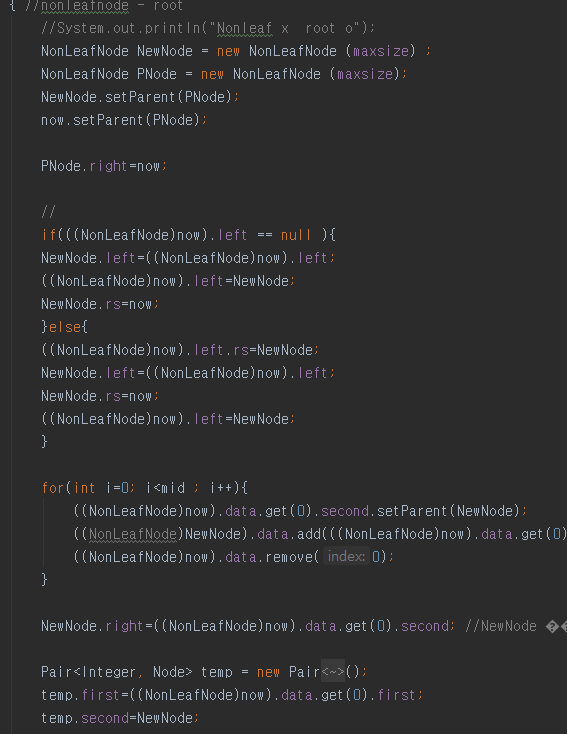 { //nonleafnode - root
//System.out.println("Nonleaf x  root o");
NonLeafNode NewNode = new NonLeafNode (maxsize) ;
NonLeafNode PNode = new NonLeafNode (maxsize);
NewNode.setParent(PNode);
now.setParent(PNode);
PNode.right=now;
//
if(((NonLeafNode)now).left == null ){
NewNode.left=((NonLeafNode)now).left;
((NonLeafNode)now).left=NewNode;
NewNode.rs=now;
}else{
((NonLeafNode)now).left.rs=NewNode;
NewNode.left=((NonLeafNode)now).left;
NewNode.rs=now;
((NonLeafNode)now).left=NewNode;
}
for(int i=0; i<mid ; i++){
((NonLeafNode)now).data.get(0).second.setParent(NewNode);
((NonLeafNode)NewNode).data.add(((NonLeafNode)now).data.get(0)
((NonLeafNode)now).data.remove( index: 0);
}
NewNode.right=((NonLeafNode)now).data.get(0).second; //NewNode ��
Pair<Integer, Node> temp = new Pair<~>();
temp.first=((NonLeafNode)now).data.get(0).first;
temp.second=NewNode;